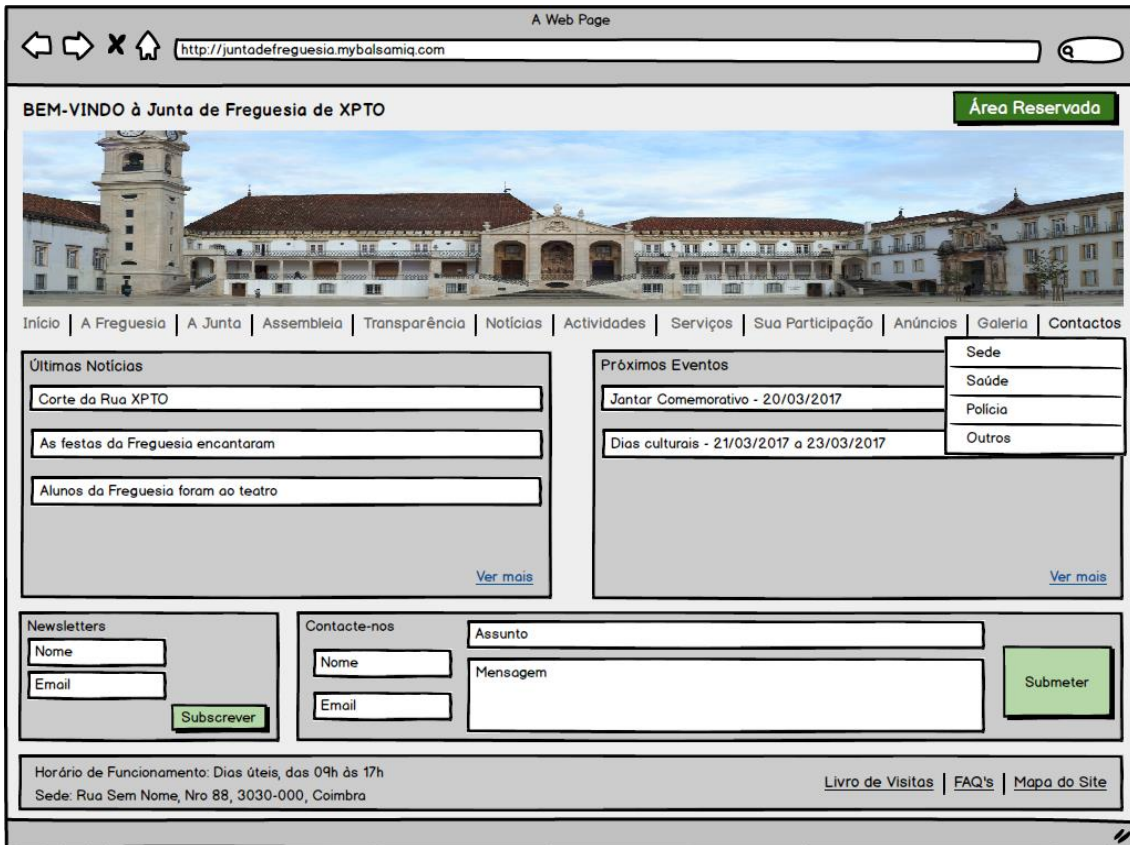 A Web Page
http://juntadefreguesia.mybalsamiq.com
BEM-VINDO à Junta de Freguesia de XPTO
Área Reservada
Início | A Freguesia | A Junta | Assembleia | Transparência | Notícias | Actividades | Serviços | Sua Participação | Anúncios | Galeria | Contactos
Sede
Saúde
Polícia
Outros
Últimas Notícias
Corte da Rua XPTO
As festas da Freguesia encantaram
Alunos da Freguesia foram ao teatro
Ver mais
Próximos Eventos
Jantar Comemorativo - 20/03/2017
Dias culturais - 21/03/2017 a 23/03/2017
Ver mais
Newsletters
Nome
Email
Subscrever
Contacte-nos
Nome
Email
Assunto
Mensagem
Submeter
Horário de Funcionamento: Dias úteis, das 09h às 17h
Sede: Rua Sem Nome, Nro 88, 3030-000, Coimbra
Livro de Visitas | FAQ's | Mapa do Site